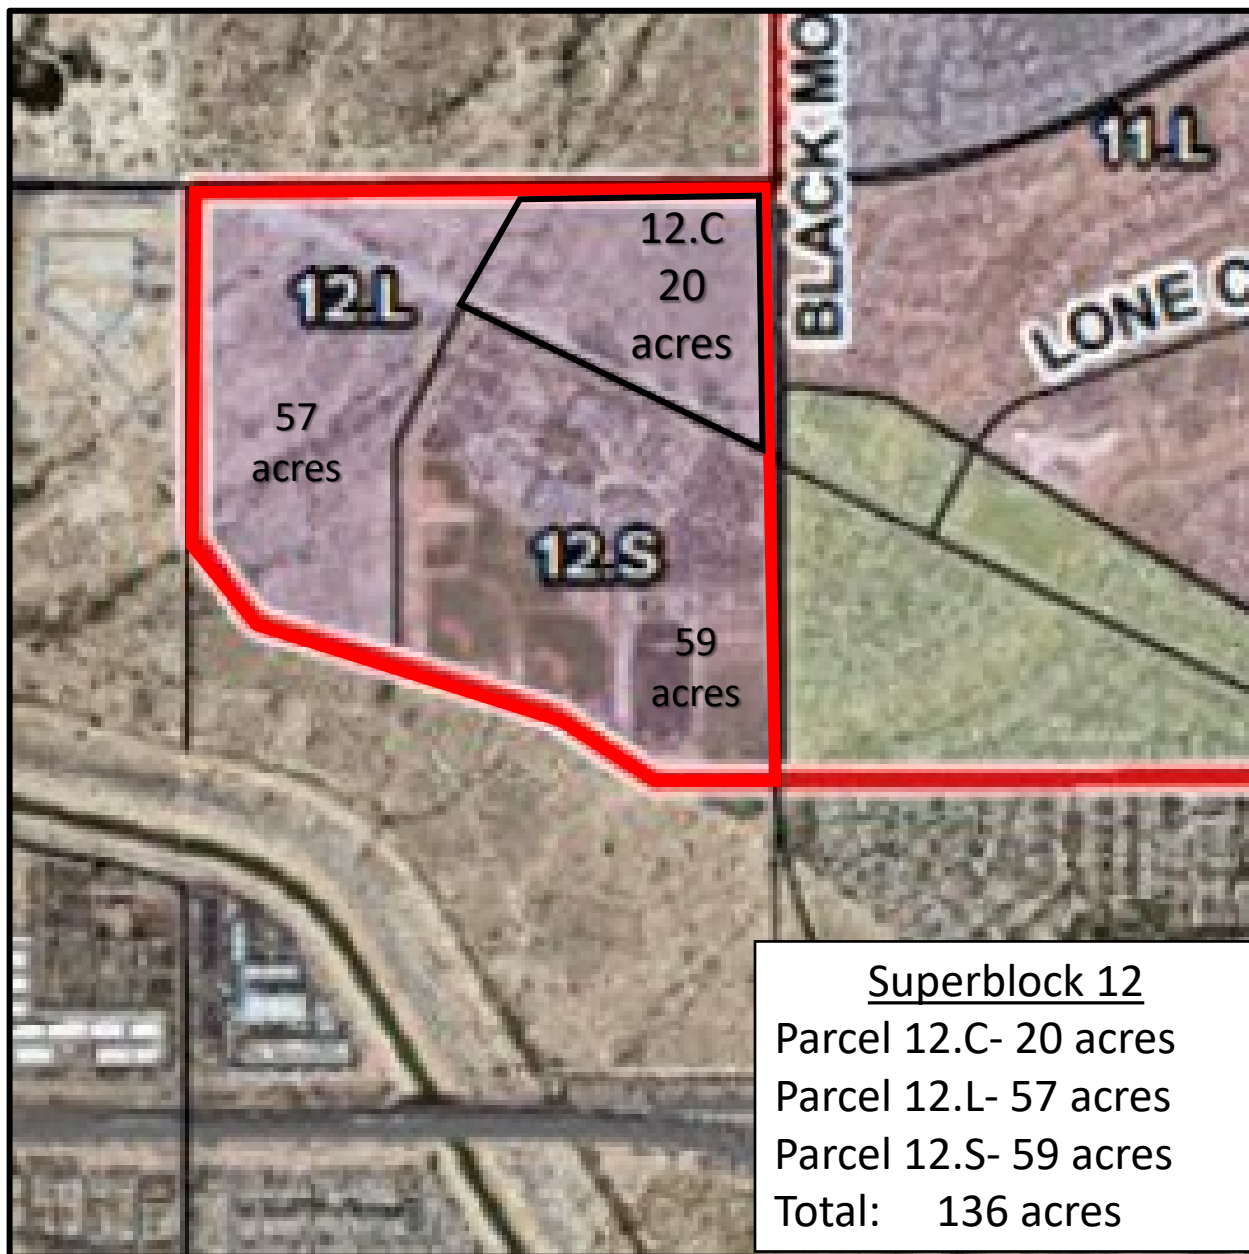 BLACK MO
11.L
12.C
20
acres
12.L
LONE C
57
acres
12.S
59
acres
Superblock 12
Parcel 12.C- 20 acres
Parcel 12.L- 57 acres
Parcel 12.S- 59 acres
Total: 136 acres